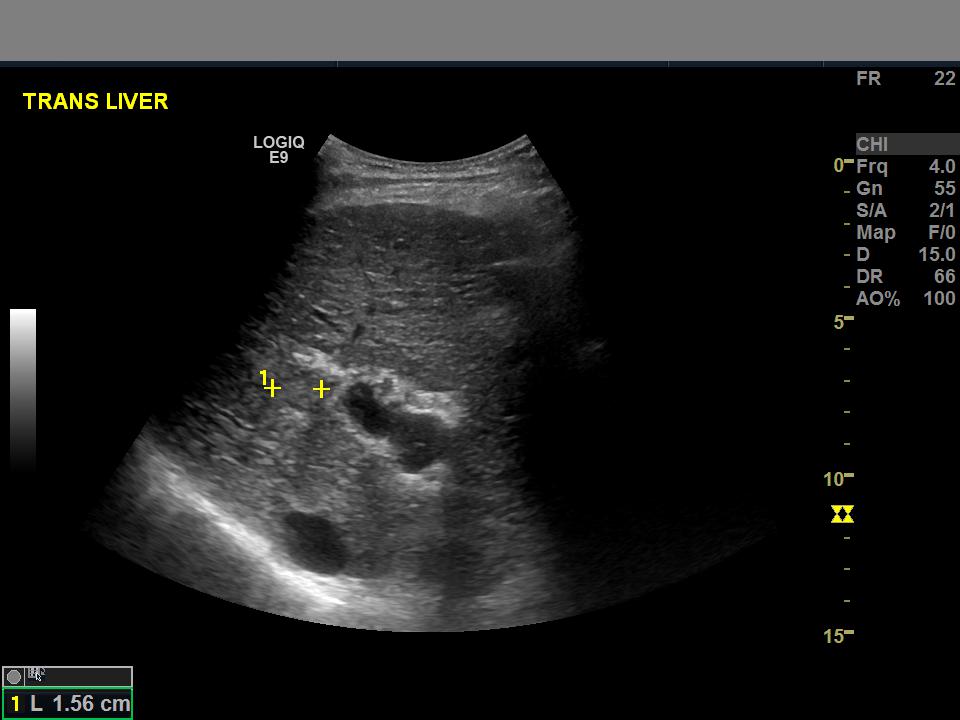 TRANS LIVER
LOGIQ
E9
FR 22
CHI
Frq 4.0
Gn 55
S/A 2/1
Map F/0
D 15.0
DR 66
AO% 100
0
5
10
15
1
1 L 1.56 cm